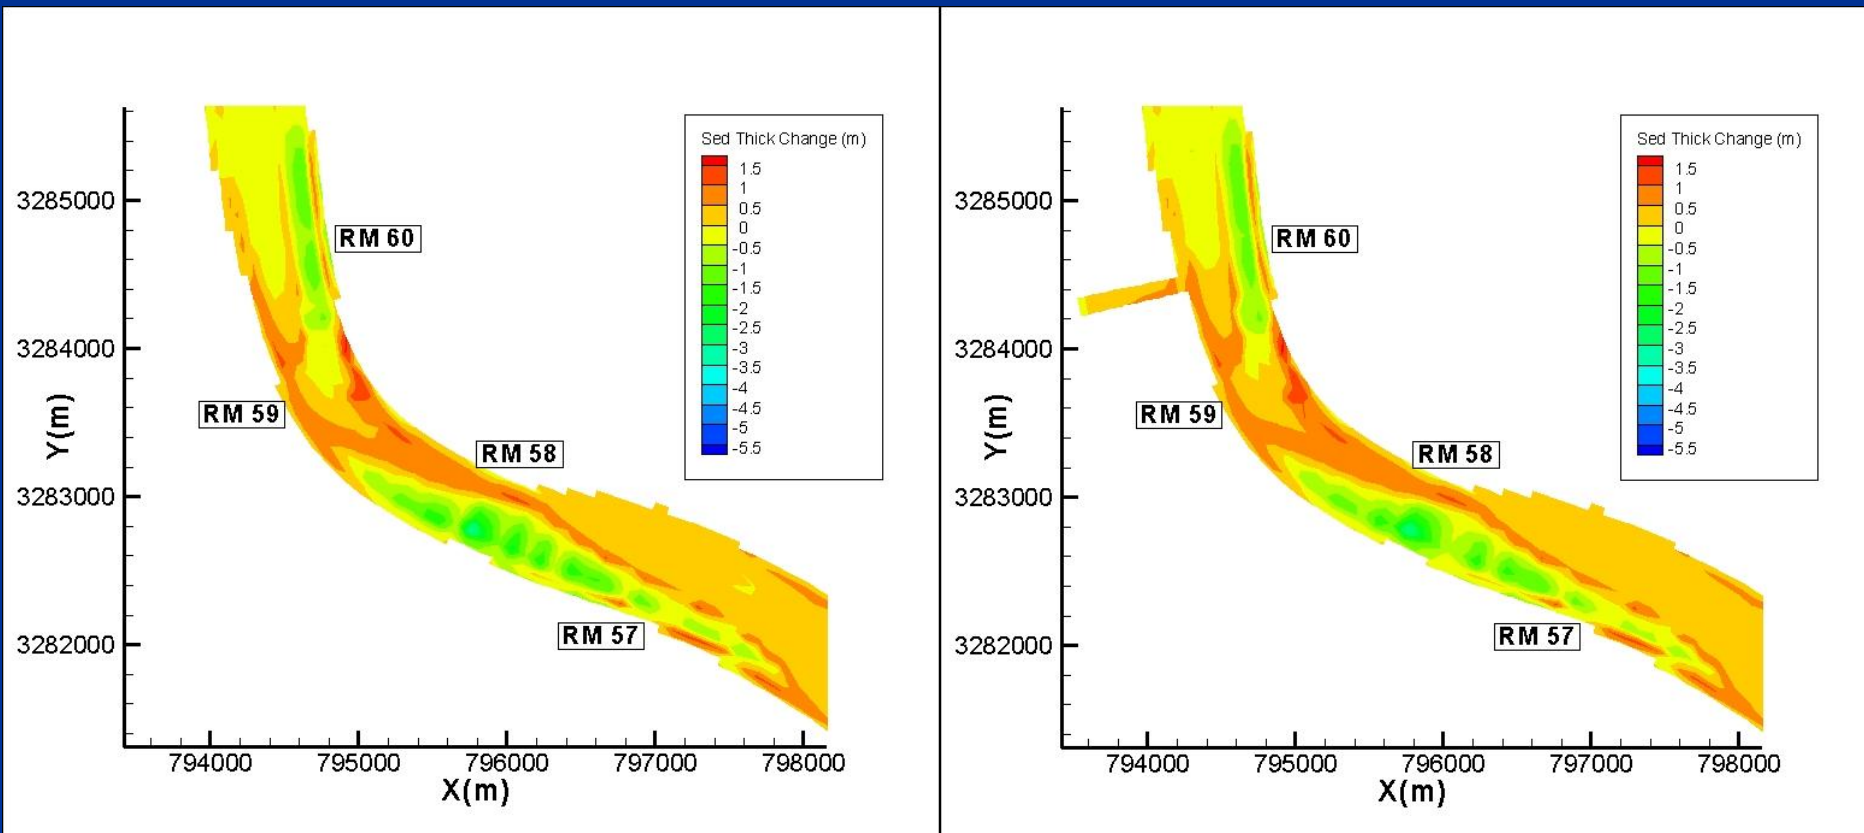 Sed Thick Change (m)
1.5
1
0.5
0
-0.5
-1
-1.5
-2
-2.5
-3
-3.5
-4
-4.5
-5
-5.5
3285000
3284000
3283000
3282000
Y(m)
RM 60
RM 59
RM 58
RM 57
794000 795000 796000 797000 798000
X(m)
Sed Thick Change (m)
1.5
1
0.5
0
-0.5
-1
-1.5
-2
-2.5
-3
-3.5
-4
-4.5
-5
-5.5
3285000
3284000
3283000
3282000
Y(m)
RM 60
RM 59
RM 58
RM 57
794000 795000 796000 797000 798000
X(m)